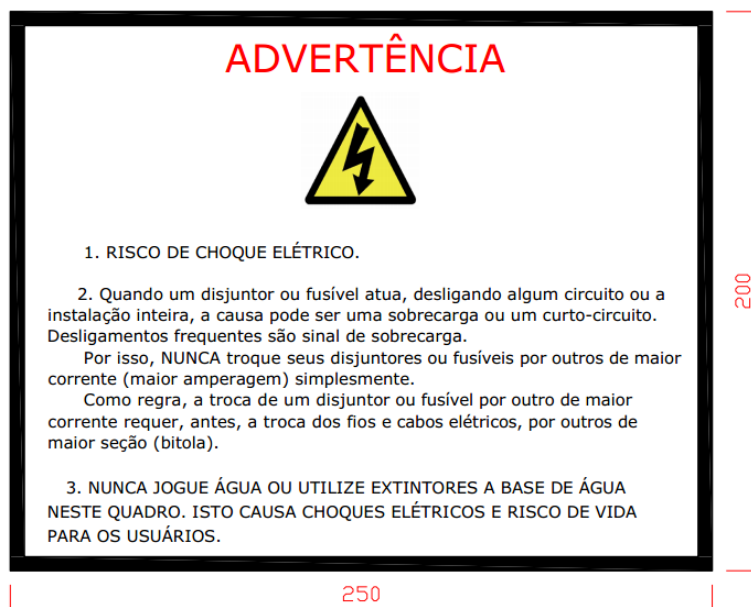 ADVERTÊNCIA
1. RISCO DE CHOQUE ELÉTRICO.
2. Quando um disjuntor ou fusível atua, desligando algum circuito ou a
instalação inteira, a causa pode ser uma sobrecarga ou um curto-circuito.
Desligamentos frequentes são sinal de sobrecarga.
Por isso, NUNCA troque seus disjuntores ou fusíveis por outros de maior
corrente (maior amperagem) simplesmente.
Como regra, a troca de um disjuntor ou fusível por outro de maior
corrente requer, antes, a troca dos fios e cabos elétricos, por outros de
maior seção (bitola).
3. NUNCA JOGUE ÁGUA OU UTILIZE EXTINTORES A BASE DE ÁGUA
NESTE QUADRO. ISTO CAUSA CHOQUES ELÉTRICOS E RISCO DE VIDA
PARA OS USUÁRIOS.
200
250